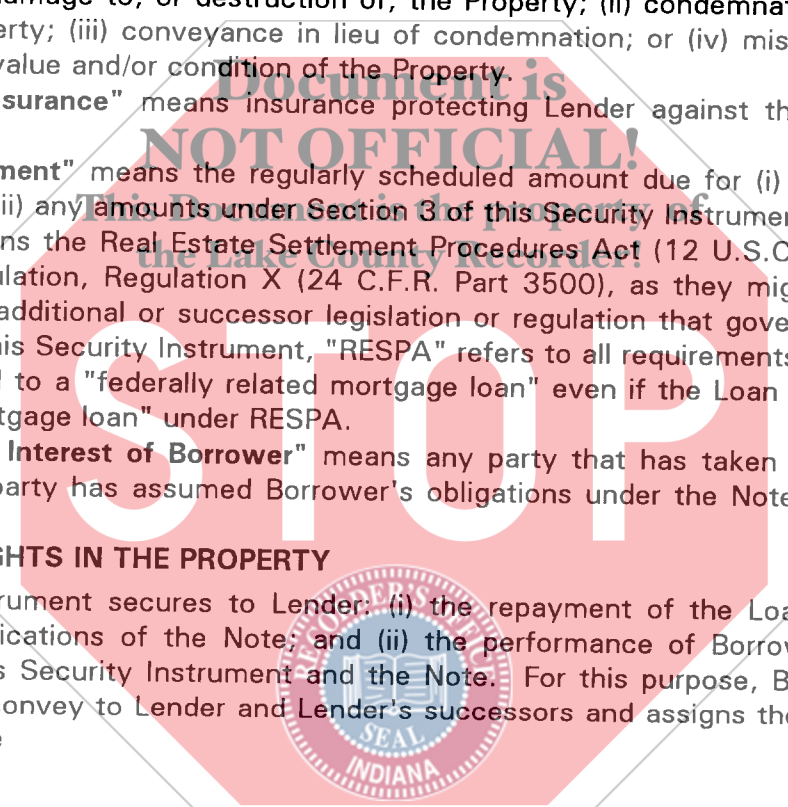 damage to, or destruction of, the Property; (ii) condemnat
erty; (iii) conveyance in lieu of condemnation; or (iv) mis
value and/or condition of the Property.
surance" means insurance protecting Lender against th
ment" means the regularly scheduled amount due for (i)
ii) any amounts under Section 3 of this Security Instrumen
ns the Real Estate Settlement Procedures Act (12 U.S.C
ulation, Regulation X (24 C.F.R. Part 3500), as they mig
additional or successor legislation or regulation that gove
his Security Instrument, "RESPA" refers to all requirements
to a "federally related mortgage loan" even if the Loan
tgage loan" under RESPA.
Interest of Borrower" means any party that has taken
party has assumed Borrower's obligations under the Note
GHTS IN THE PROPERTY
rument secures to Lender: (i) the repayment of the Loa
ications of the Note; and (ii) the performance of Borrow
s Security Instrument and the Note. For this purpose, B
onvey to Lender and Lender's successors and assigns the
Document is
NOT OFFICIAL!
This Document is the property of
the Lake County Recorder!
STOP
RECORDER'S OFFICE
SEAL
INDIANA